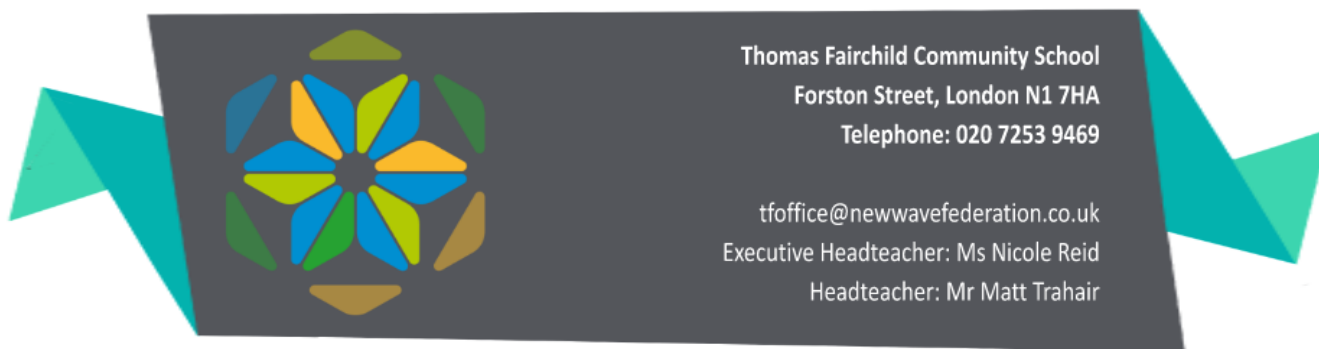 Thomas Fairchild Community School
Forston Street, London N1 7HA
Telephone: 020 7253 9469
tfoffice@newwavefederation.co.uk
Executive Headteacher: Ms Nicole Reid
Headteacher: Mr Matt Trahair